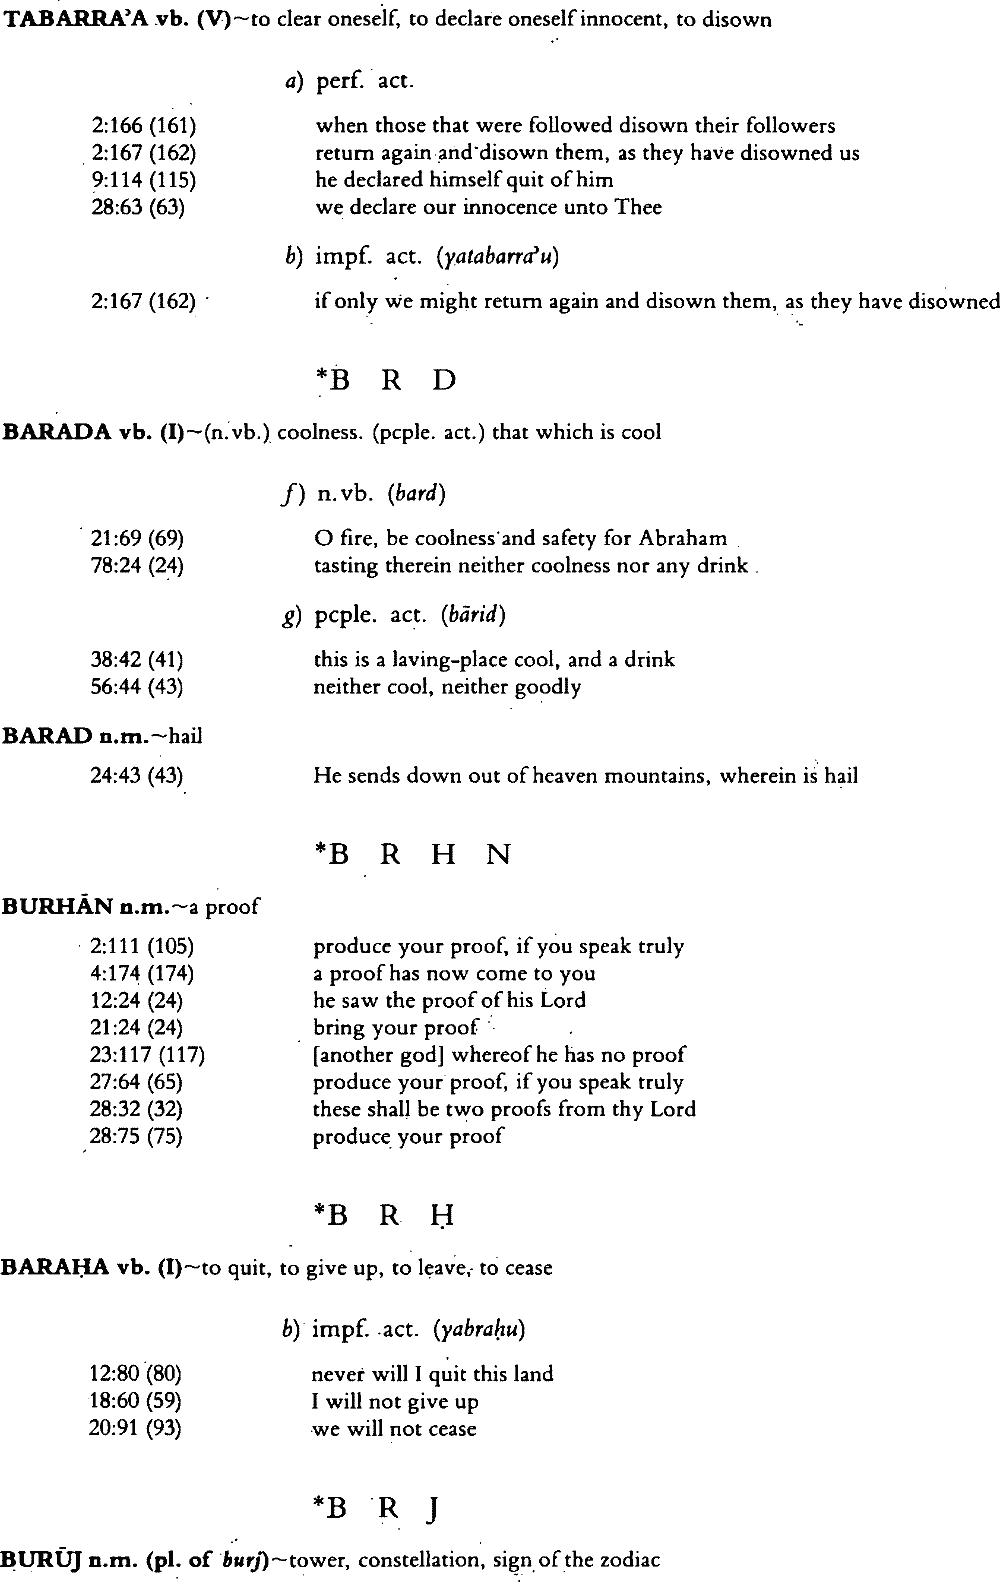 TABARRA’A vb. (V)~to clear oneself, to declare oneself innocent, to disown
a) perf. act.
2:166 (161) when those that were followed disown their followers
2:167 (162) return again and disown them, as they have disowned us
9:114 (115) he declared himself quit of him
28:63 (63) we declare our innocence unto Thee
b) impf. act. (yatabarra’u)
2:167 (162) if only we might return again and disown them, as they have disowned
*B R D
BARADA vb. (I)~(n.vb.) coolness. (pcple. act.) that which is cool
f) n.vb. (bard)
21:69 (69) O fire, be coolness and safety for Abraham
78:24 (24) tasting therein neither coolness nor any drink
g) pcple. act. (bārid)
38:42 (41) this is a laving-place cool, and a drink
56:44 (43) neither cool, neither goodly
BARAD n.m.~hail
24:43 (43) He sends down out of heaven mountains, wherein is hail
*B R H N
BURHĀN n.m.~a proof
2:111 (105) produce your proof, if you speak truly
4:174 (174) a proof has now come to you
12:24 (24) he saw the proof of his Lord
21:24 (24) bring your proof
23:117 (117) [another god] whereof he has no proof
27:64 (65) produce your proof, if you speak truly
28:32 (32) these shall be two proofs from thy Lord
28:75 (75) produce your proof
*B R Ḥ
BARAḤA vb. (I)~to quit, to give up, to leave, to cease
b) impf. act. (yabraḥu)
12:80 (80) never will I quit this land
18:60 (59) I will not give up
20:91 (93) we will not cease
*B R J
BURŪJ n.m. (pl. of burj)~tower, constellation, sign of the zodiac